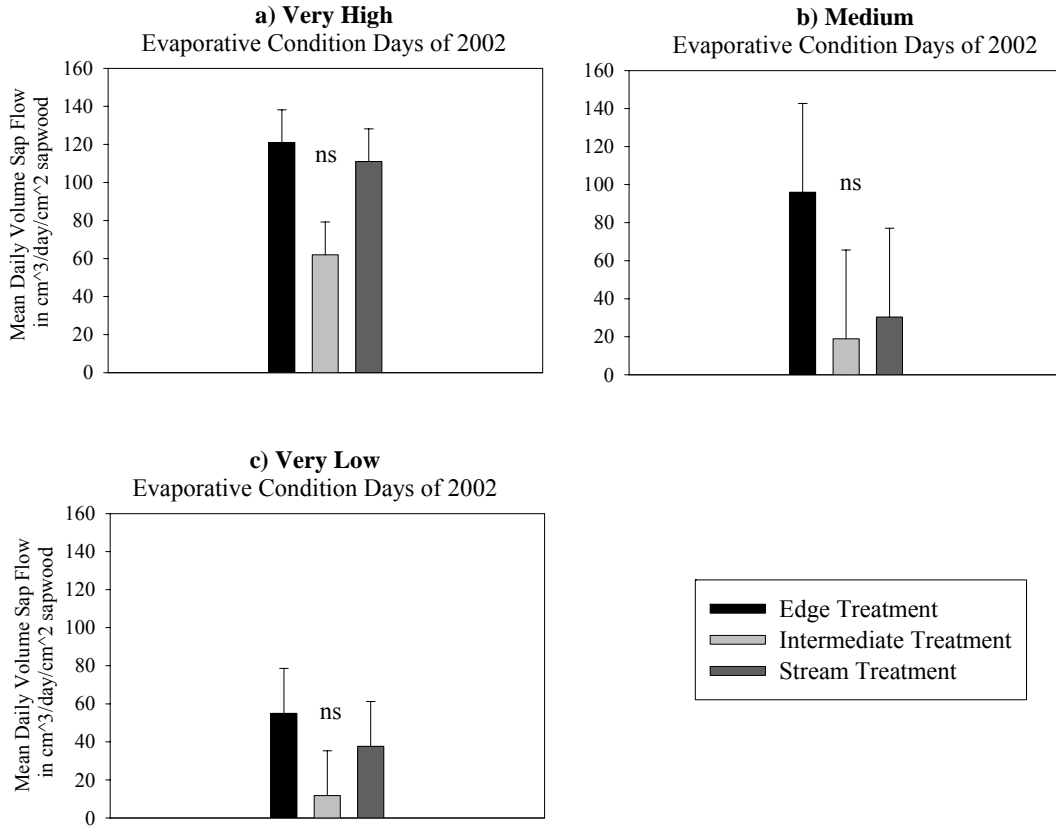 a) Very High
Evaporative Condition Days of 2002
160
140
120
100
80
60
40
20
0
Mean Daily Volume Sap Flow
in cm^3/day/cm^2 sapwood
ns
b) Medium
Evaporative Condition Days of 2002
160
140
120
100
80
60
40
20
0
ns
c) Very Low
Evaporative Condition Days of 2002
160
140
120
100
80
60
40
20
0
Mean Daily Volume Sap Flow
in cm^3/day/cm^2 sapwood
ns
Edge Treatment
Intermediate Treatment
Stream Treatment